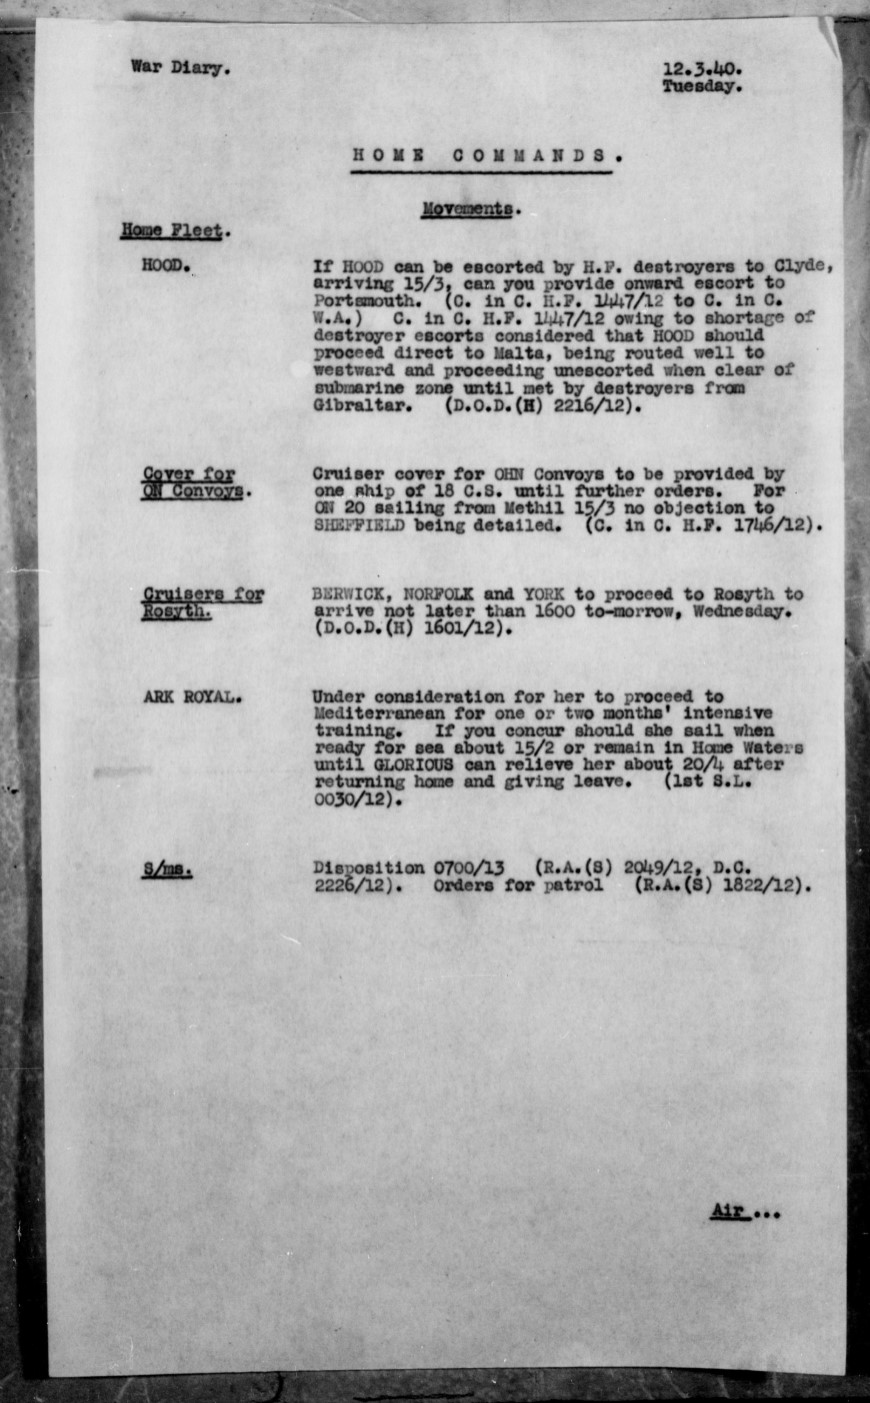 War Diary.
12.3.40.
Tuesday.
HOME COMMANDS.
Movements.
Home Fleet.
HOOD.
If HOOD can be escorted by H.F. destroyers to Clyde,
arriving 15/3, can you provide onward escort to
Portsmouth. (C. in C. H.F. 1447/12 to C. in C.
W.A.) C. in C. H.F. 1447/12 owing to shortage of
destroyer escorts considered that HOOD should
proceed direct to Malta, being routed well to
westward and proceeding unescorted when clear of
submarine zone until met by destroyers from
Gibraltar. (D.O.D.(H) 2216/12).
Cover for
ON Convoys.
Cruiser cover for OHN Convoys to be provided by
one ship of 18 C.S. until further orders. For
ON 20 sailing from Methil 15/3 no objection to
SHEFFIELD being detailed. (C. in C. H.F. 1746/12).
Cruisers for
Rosyth.
BERWICK, NORFOLK and YORK to proceed to Rosyth to
arrive not later than 1600 to-morrow, Wednesday.
(D.O.D.(H) 1601/12).
ARK ROYAL.
Under consideration for her to proceed to
Mediterranean for one or two months' intensive
training. If you concur should she sail when
ready for sea about 15/2 or remain in Home Waters
until GLORIOUS can relieve her about 20/4 after
returning home and giving leave. (1st S.L.
0030/12).
S/ms.
Disposition 0700/13 (R.A.(S) 2049/12, D.C.
2226/12). Orders for patrol (R.A.(S) 1822/12).
Air...